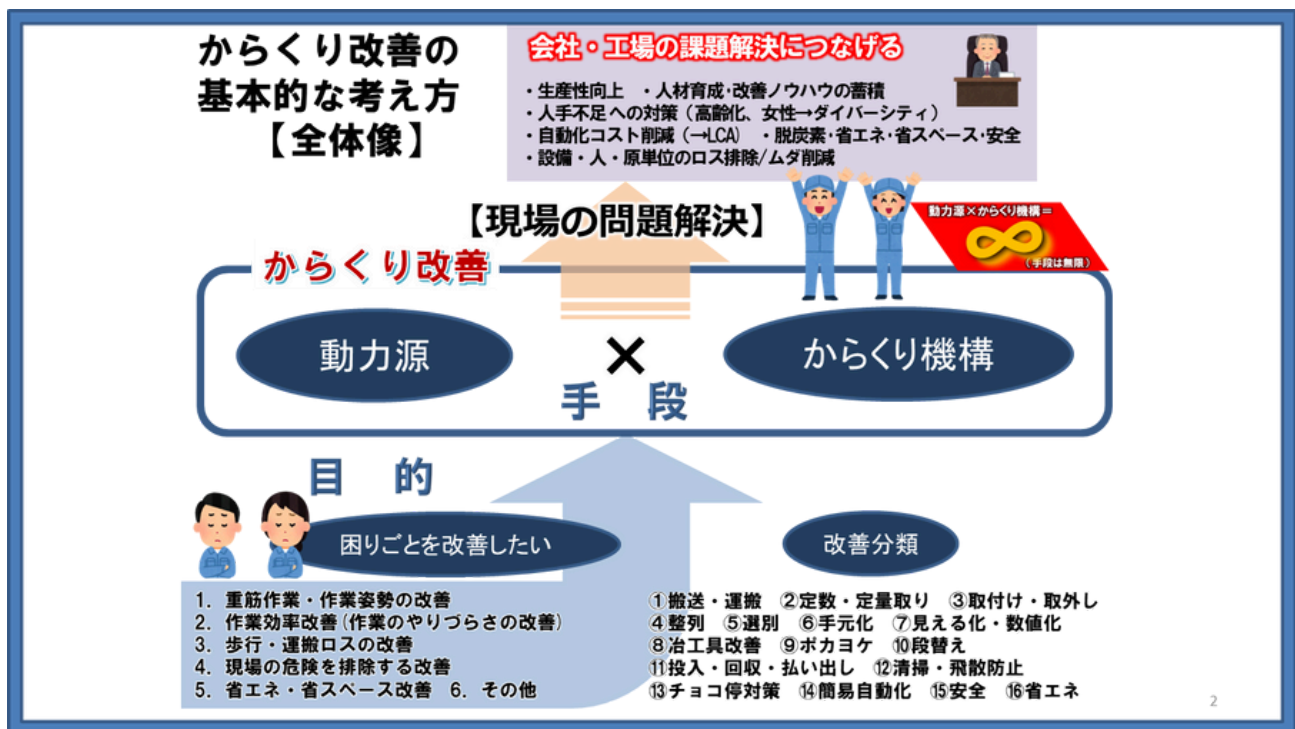 からくり改善の
基本的な考え方
【全体像】
会社・工場の課題解決につなげる
・生産性向上　・人材育成・改善ノウハウの蓄積
・人手不足への対策（高齢化、女性→ダイバーシティ）
・自動化コスト削減（→LCA）　・脱炭素・省エネ・省スペース・安全
・設備・人・原単位のロス排除/ムダ削減
【現場の問題解決】
動力源×からくり機構＝
∞
（手段は無限）
からくり改善
動力源
×
からくり機構
手　段
目　的
困りごとを改善したい
改善分類
1．重筋作業・作業姿勢の改善
2．作業効率改善(作業のやりづらさの改善)
3．歩行・運搬ロスの改善
4．現場の危険を排除する改善
5．省エネ・省スペース改善　6．その他
①搬送・運搬　②定数・定量取り　③取付け・取外し
④整列　⑤選別　⑥手元化　⑦見える化・数値化
⑧冶工具改善　⑨ポカヨケ　⑩段替え
⑪投入・回収・払い出し　⑫清掃・飛散防止
⑬チョコ停対策　⑭簡易自動化　⑮安全　⑯省エネ
2